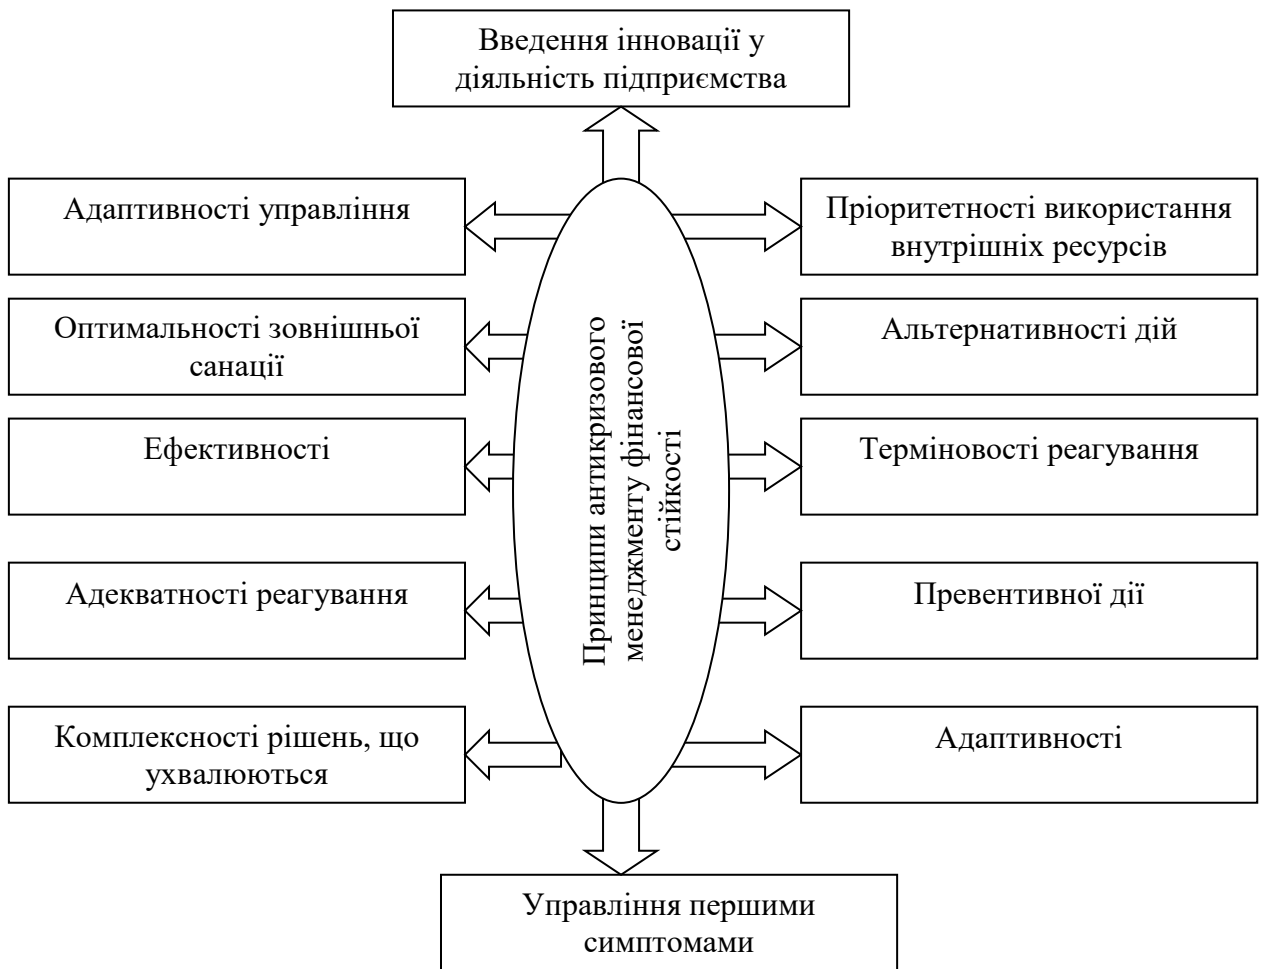 Введення інновації у
діяльність підприємства
Адаптивності управління
Пріоритетності використання
внутрішніх ресурсів
Оптимальності зовнішньої
санації
Альтернативності дій
Ефективності
Терміновості реагування
Принципи антикризового
менеджменту фінансової
стійкості
Адекватності реагування
Превентивної дії
Комплексності рішень, що
ухвалюються
Адаптивності
Управління першими
симптомами